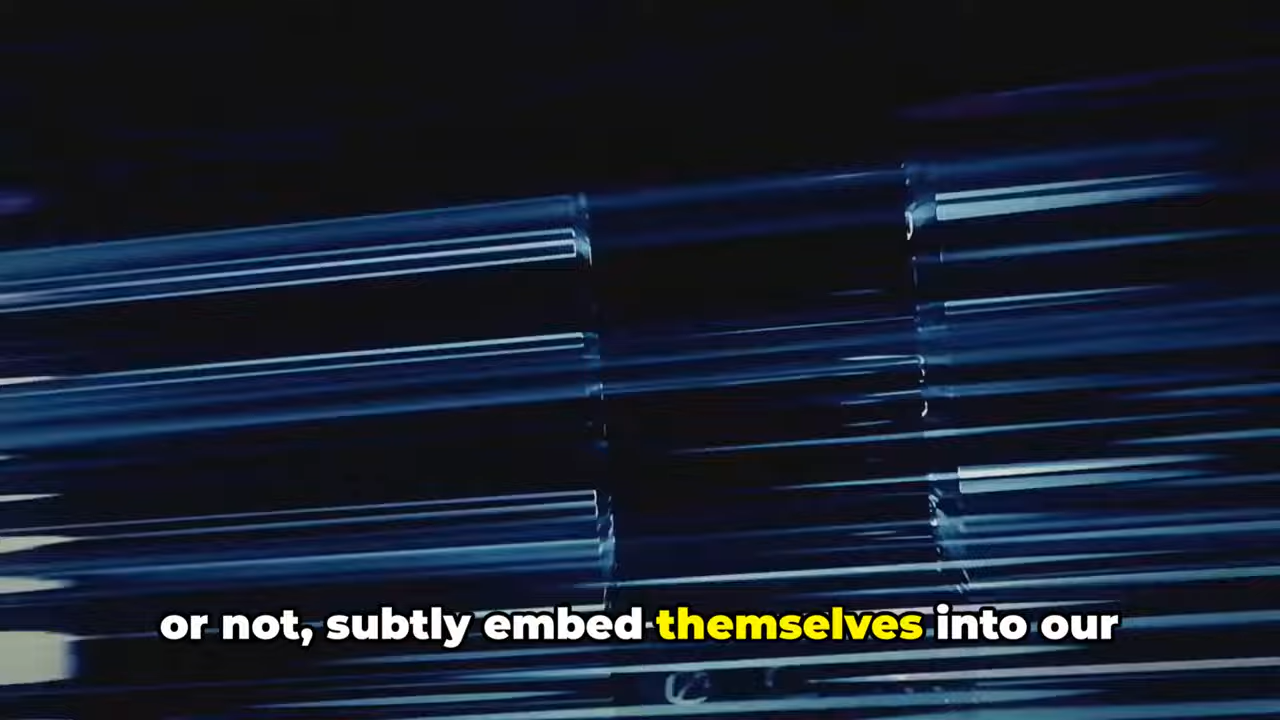 or not, subtly embed themselves into our